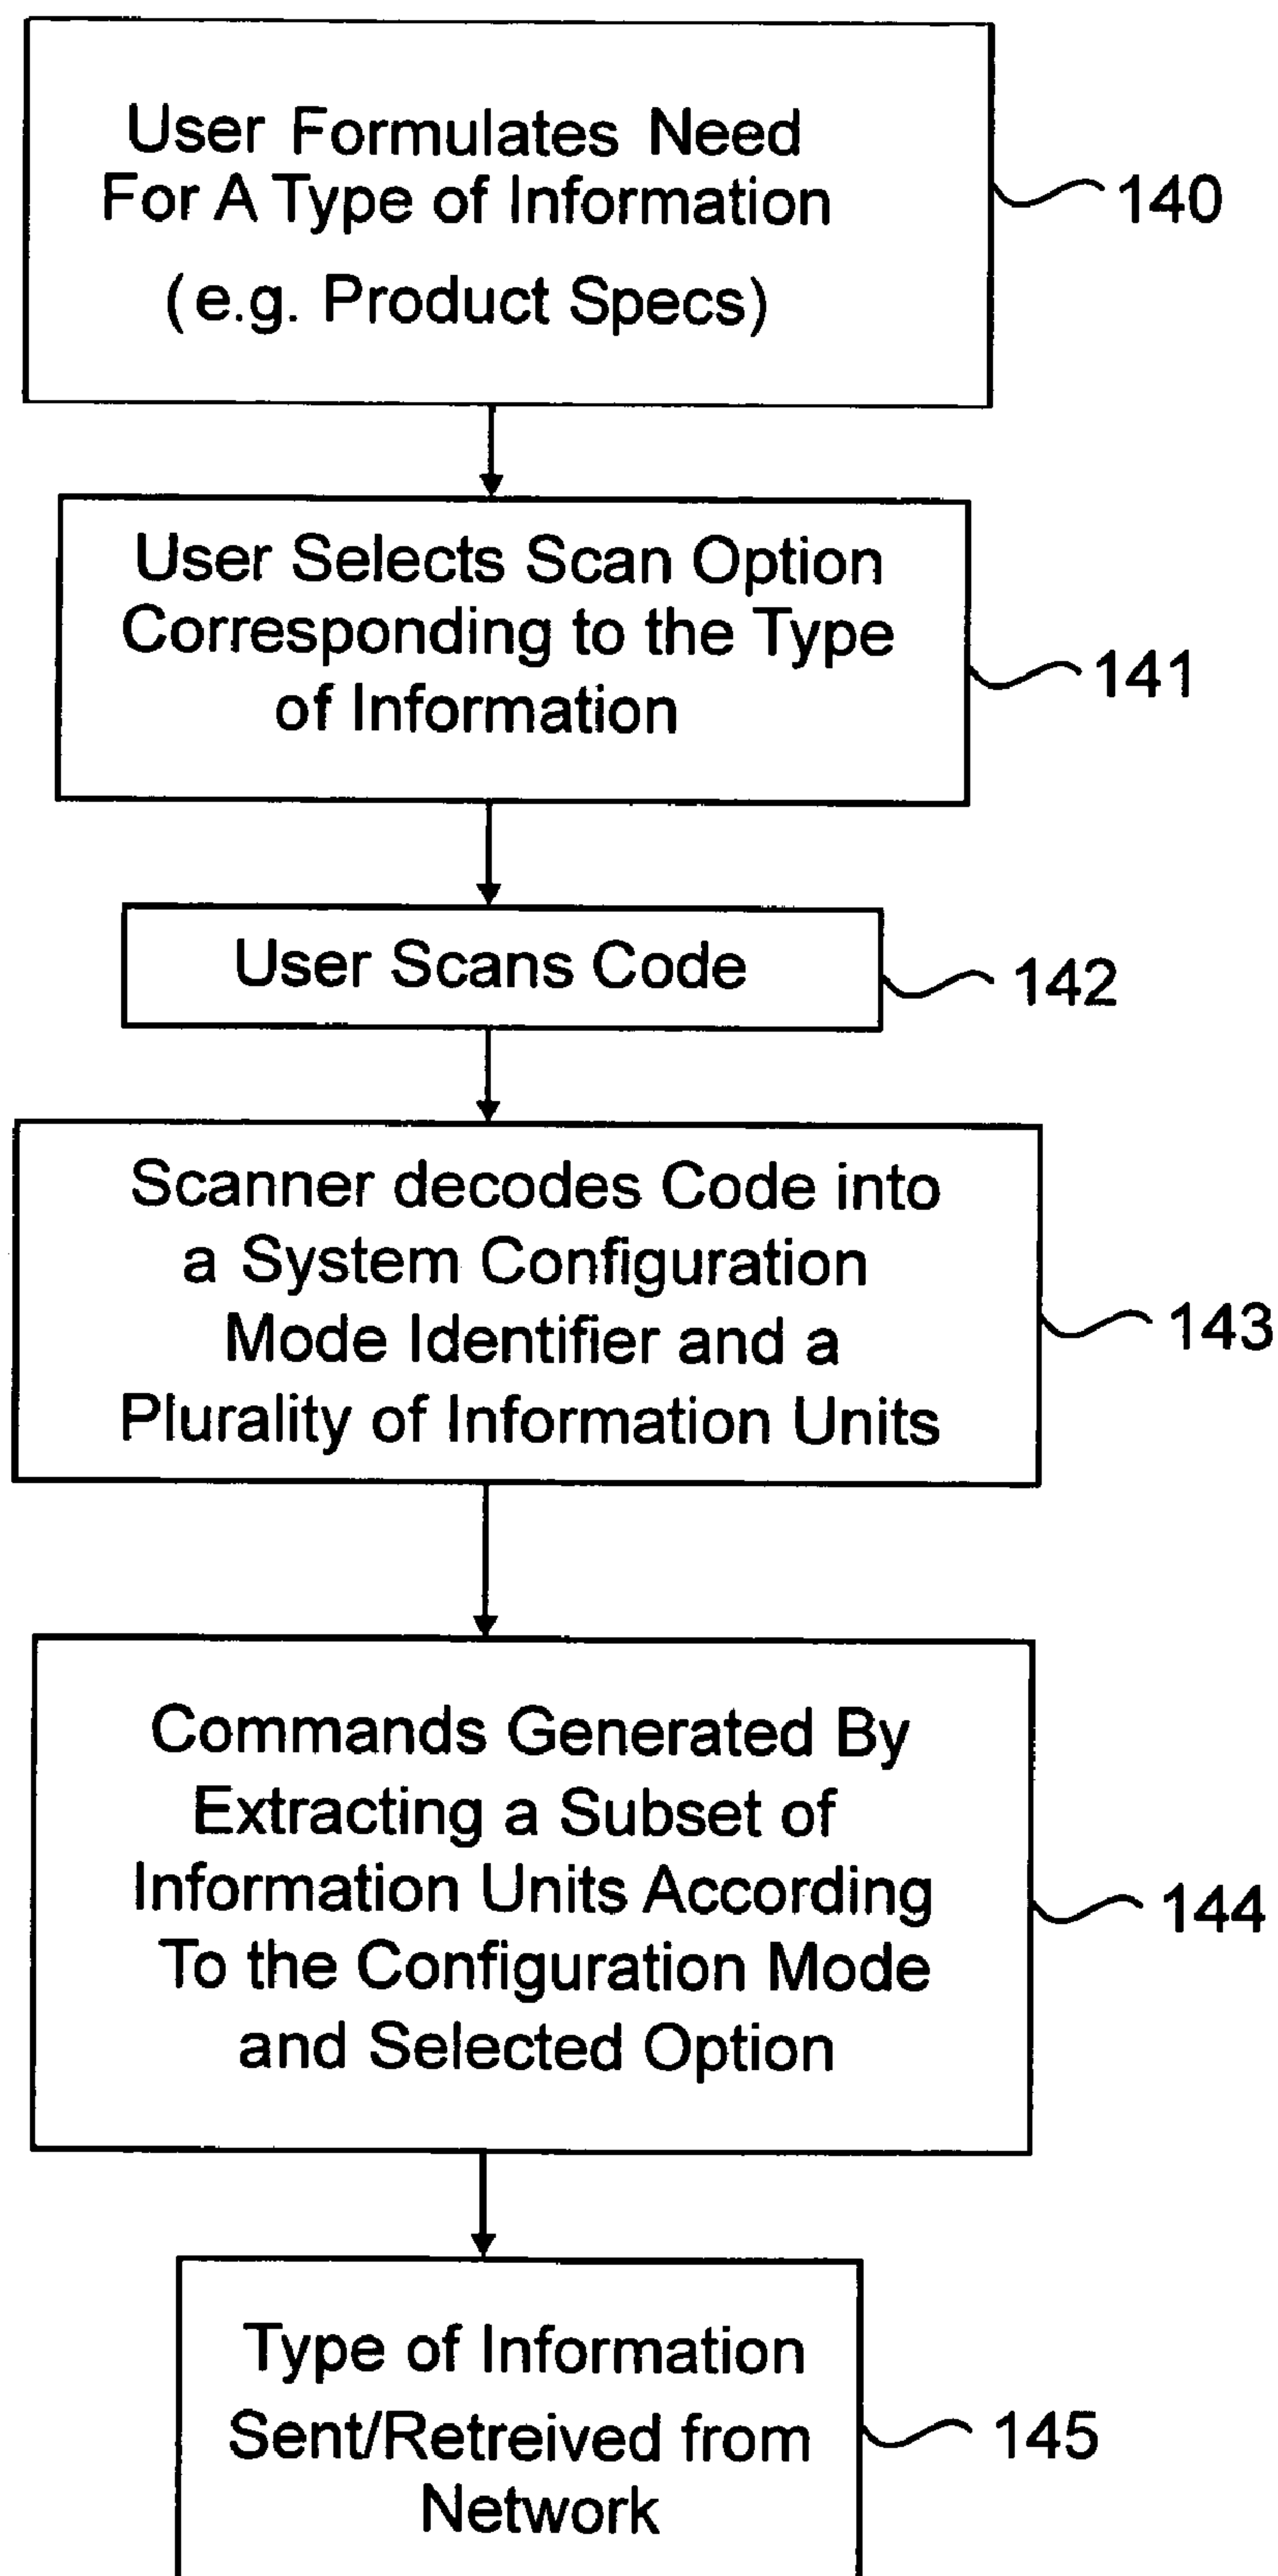 User Formulates Need
For A Type of Information
(e.g. Product Specs)
140
User Selects Scan Option
Corresponding to the Type
of Information
141
User Scans Code
142
Scanner decodes Code into
a System Configuration
Mode Identifier and a
Plurality of Information Units
143
Commands Generated By
Extracting a Subset of
Information Units According
To the Configuration Mode
and Selected Option
144
Type of Information
Sent/Retreived from
Network
145